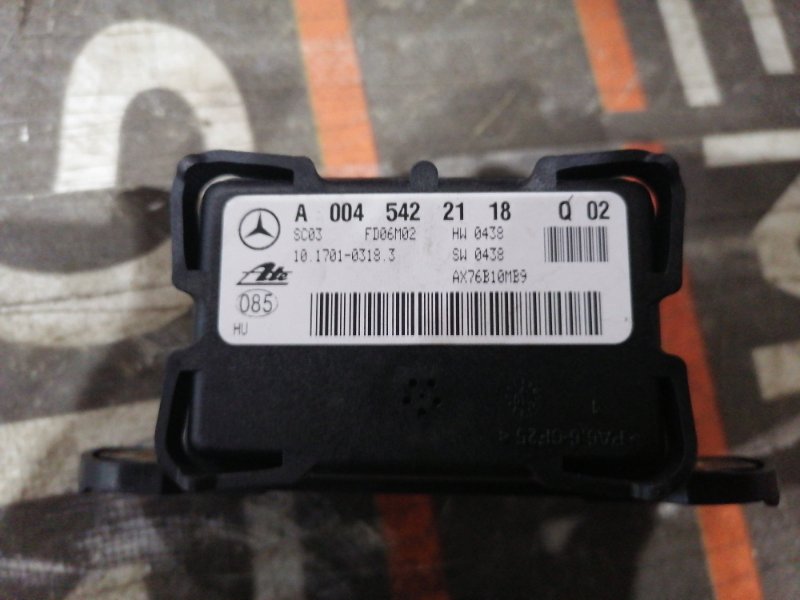 A 004 542 21 18 Q 02
SC03 FD06M02 HW 0438
10.1701-0318.3 SW 0438
Ate AX76B10MB9
085
HU
1